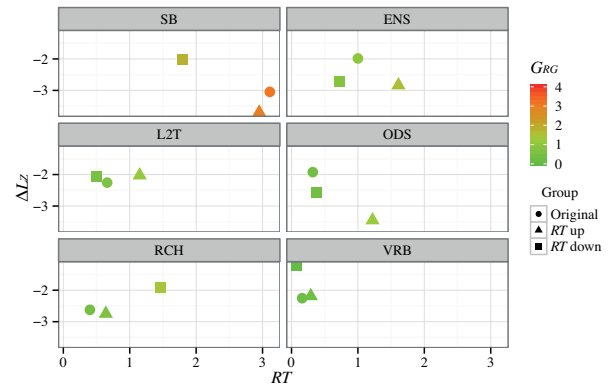 SB
ENS
-2
-3
L2T
ODS
-2
-3
RCH
VRB
-2
-3
0 1 2 3
0 1 2 3
ΔLZ
RT
GRG
4
3
2
1
0
Group
Original
RT up
RT down